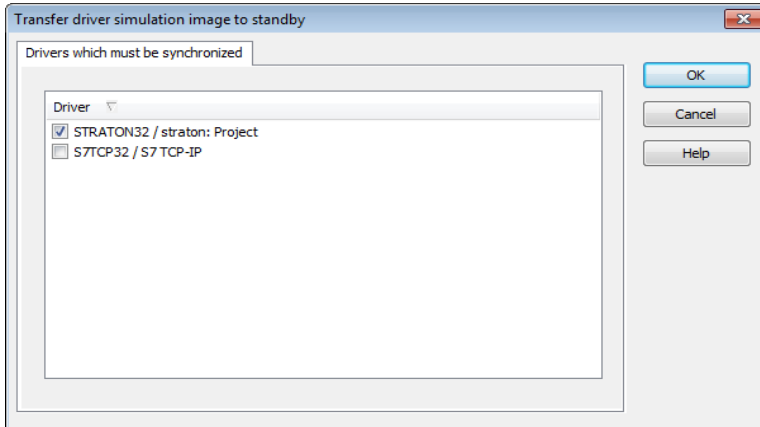 Transfer driver simulation image to standby
Drivers which must be synchronized
OK
Driver
Cancel
STRATON32 / straton: Project
S7TCP32 / S7 TCP-IP
Help